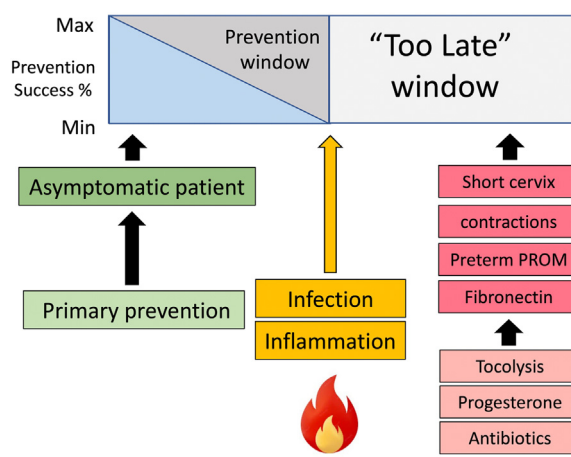 Max
Prevention
Success %
Min
Prevention
window
“Too Late”
window
Asymptomatic patient
Primary prevention
Infection
Inflammation
Short cervix
contractions
Preterm PROM
Fibronectin
Tocolysis
Progesterone
Antibiotics